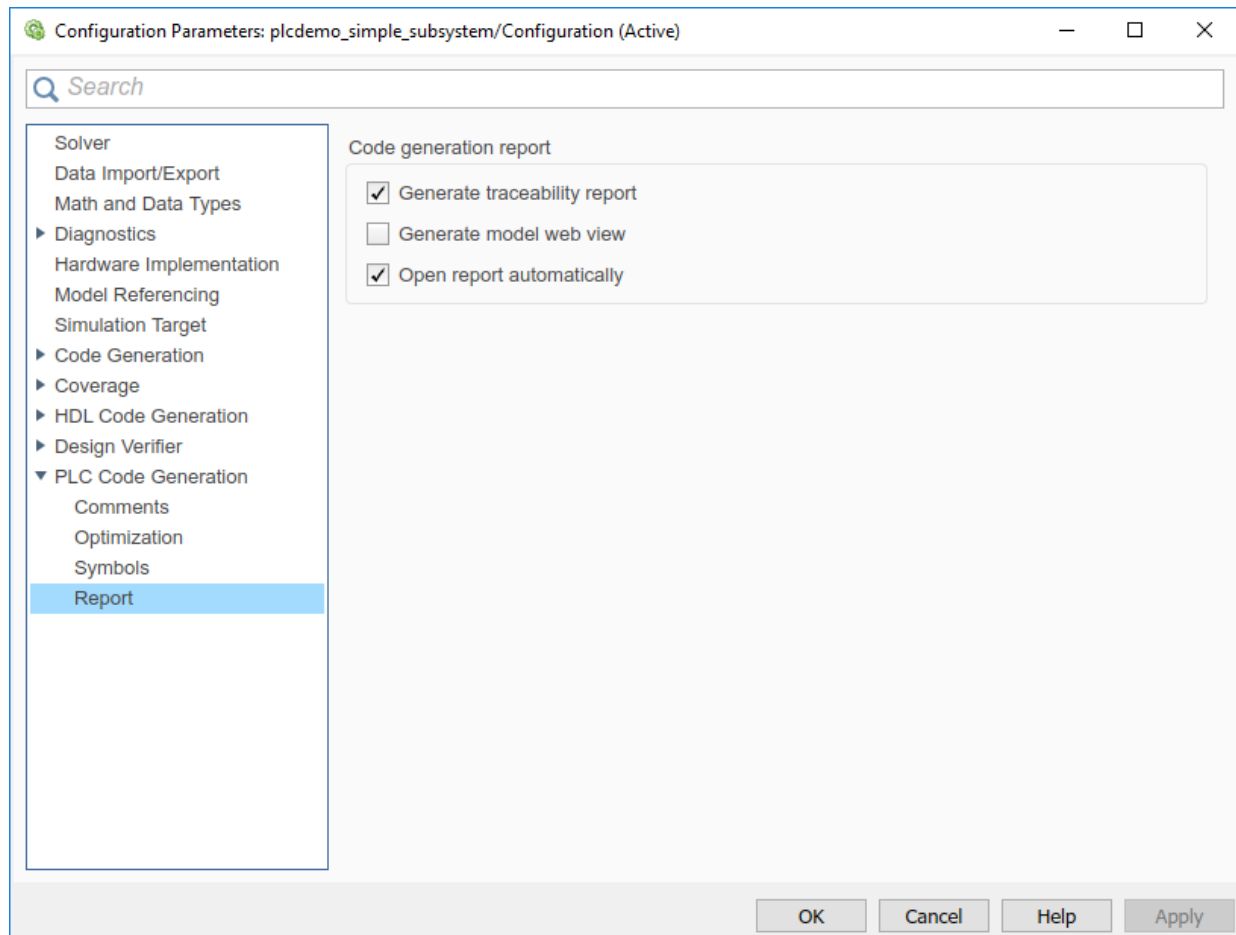 Configuration Parameters: plcdemo_simple_subsystem/Configuration (Active)
Search
Solver
Data Import/Export
Math and Data Types
Diagnostics
Hardware Implementation
Model Referencing
Simulation Target
Code Generation
Coverage
HDL Code Generation
Design Verifier
PLC Code Generation
Comments
Optimization
Symbols
Report
Code generation report
Generate traceability report
Generate model web view
Open report automatically
OK Cancel Help Apply